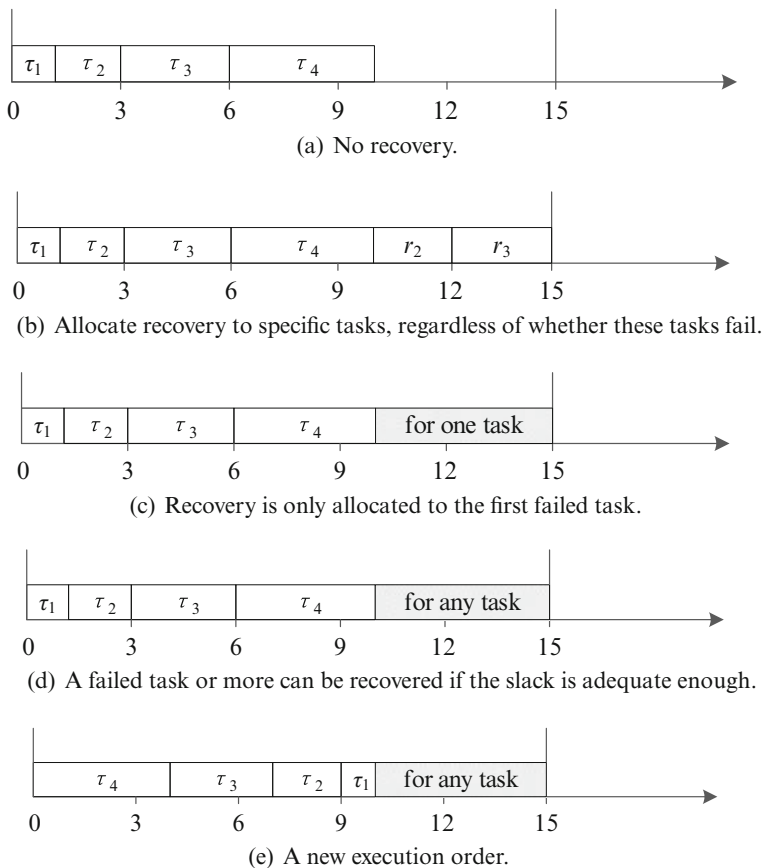 τ1 τ2 τ3 τ4
0 3 6 9 12 15
(a) No recovery.
τ1 τ2 τ3 τ4 r2 r3
0 3 6 9 12 15
(b) Allocate recovery to specific tasks, regardless of whether these tasks fail.
τ1 τ2 τ3 τ4 for one task
0 3 6 9 12 15
(c) Recovery is only allocated to the first failed task.
τ1 τ2 τ3 τ4 for any task
0 3 6 9 12 15
(d) A failed task or more can be recovered if the slack is adequate enough.
τ4 τ3 τ2 τ1 for any task
0 3 6 9 12 15
(e) A new execution order.